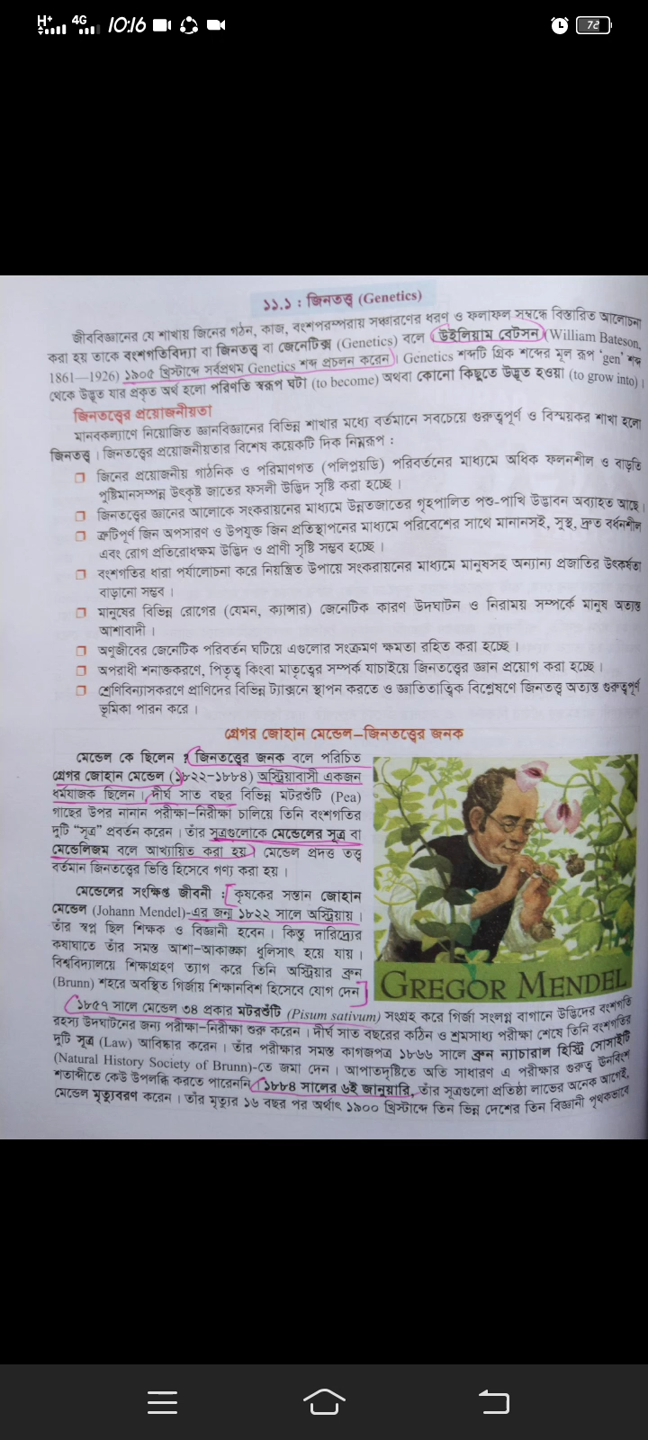 H+ 4G 10:16 72
১১.১ : জিনতত্ত্ব (Genetics)
জীববিজ্ঞানের যে শাখায় জিনের গঠন, কাজ, বংশপরম্পরায় সঞ্চারণের ধরণ ও ফলাফল সম্বন্ধে বিস্তারিত আলোচনা
করা হয় তাকে বংশগতিবিদ্যা বা জিনতত্ত্ব বা জেনেটিক্স (Genetics) বলে। উইলিয়াম বেটসন (William Bateson,
1861—1926) ১৯০৫ খ্রিস্টাব্দে সর্বপ্রথম Genetics শব্দ প্রচলন করেন। Genetics শব্দটি গ্রিক শব্দের মূল রূপ ‘gen’ শব্দ
থেকে উদ্ভূত যার প্রকৃত অর্থ হলো পরিণতি স্বরূপ ঘটা (to become) অথবা কোনো কিছুতে উদ্ভূত হওয়া (to grow into)।
জিনতত্ত্বের প্রয়োজনীয়তা
মানবকল্যাণে নিয়োজিত জ্ঞানবিজ্ঞানের বিভিন্ন শাখার মধ্যে বর্তমানে সবচেয়ে গুরুত্বপূর্ণ ও বিস্ময়কর শাখা হলো
জিনতত্ত্ব। জিনতত্ত্বের প্রয়োজনীয়তার বিশেষ কয়েকটি দিক নিম্নরূপ :
❒ জিনের প্রয়োজনীয় গাঠনিক ও পরিমাণগত (পলিপ্লয়ডি) পরিবর্তনের মাধ্যমে অধিক ফলনশীল ও বাড়তি
পুষ্টিমানসম্পন্ন উৎকৃষ্ট জাতের ফসলী উদ্ভিদ সৃষ্টি করা হচ্ছে।
❒ জিনতত্ত্বের জ্ঞানের আলোকে সংকরায়নের মাধ্যমে উন্নতজাতের গৃহপালিত পশু-পাখি উদ্ভাবন অব্যাহত আছে।
❒ ত্রুটিপূর্ণ জিন অপসারণ ও উপযুক্ত জিন প্রতিস্থাপনের মাধ্যমে পরিবেশের সাথে মানানসই, সুস্থ, দ্রুত বর্ধনশীল
এবং রোগ প্রতিরোধক্ষম উদ্ভিদ ও প্রাণী সৃষ্টি সম্ভব হচ্ছে।
❒ বংশগতির ধারা পর্যালোচনা করে নিয়ন্ত্রিত উপায়ে সংকরায়নের মাধ্যমে মানুষসহ অন্যান্য প্রজাতির উৎকর্ষতা
বাড়ানো সম্ভব।
❒ মানুষের বিভিন্ন রোগের (যেমন, ক্যান্সার) জেনেটিক কারণ উদঘাটন ও নিরাময় সম্পর্কে মানুষ অত্যন্ত
আশাবাদী।
❒ অণুজীবের জেনেটিক পরিবর্তন ঘটিয়ে এগুলোর সংক্রমণ ক্ষমতা রহিত করা হচ্ছে।
❒ অপরাধী শনাক্তকরণে, পিতৃত্ব কিংবা মাতৃত্বের সম্পর্ক যাচাইয়ে জিনতত্ত্বের জ্ঞান প্রয়োগ করা হচ্ছে।
❒ শ্রেণিবিন্যাসকরণে প্রাণিদের বিভিন্ন ট্যাক্সনে স্থাপন করতে ও জ্ঞাতিতাত্ত্বিক বিশ্লেষণে জিনতত্ত্ব অত্যন্ত গুরুত্বপূর্ণ
ভূমিকা পারন করে।
গ্রেগর জোহান মেন্ডেল–জিনতত্ত্বের জনক
মেন্ডেল কে ছিলেন ? জিনতত্ত্বের জনক বলে পরিচিত
গ্রেগর জোহান মেন্ডেল (১৮২২-১৮৮৪) অস্ট্রিয়াবাসী একজন
ধর্মযাজক ছিলেন। দীর্ঘ সাত বছর বিভিন্ন মটরশুঁটি (Pea)
গাছের উপর নানান পরীক্ষা-নিরীক্ষা চালিয়ে তিনি বংশগতির
দুটি “সূত্র” প্রবর্তন করেন। তাঁর সূত্রগুলোকে মেন্ডেলের সূত্র বা
মেন্ডেলিজম বলে আখ্যায়িত করা হয়। মেন্ডেল প্রদত্ত তত্ত্ব
বর্তমান জিনতত্ত্বের ভিত্তি হিসেবে গণ্য করা হয়।
মেন্ডেলের সংক্ষিপ্ত জীবনী : কৃষকের সন্তান জোহান
মেন্ডেল (Johann Mendel)-এর জন্ম ১৮২২ সালে অস্ট্রিয়ায়।
তাঁর স্বপ্ন ছিল শিক্ষক ও বিজ্ঞানী হবেন। কিন্তু দারিদ্র্যের
কষাঘাতে তাঁর সমস্ত আশা-আকাঙ্ক্ষা ধূলিসাৎ হয়ে যায়।
বিশ্ববিদ্যালয়ে শিক্ষাগ্রহণ ত্যাগ করে তিনি অস্ট্রিয়ার ব্রুন
(Brunn) শহরে অবস্থিত গির্জায় শিক্ষানবিশ হিসেবে যোগ দেন
GREGOR MENDEL
১৮৫৭ সালে মেন্ডেল ৩৪ প্রকার মটরশুঁটি (Pisum sativum) সংগ্রহ করে গির্জা সংলগ্ন বাগানে উদ্ভিদের বংশগতি
রহস্য উদঘাটনের জন্য পরীক্ষা-নিরীক্ষা শুরু করেন। দীর্ঘ সাত বছরের কঠিন ও শ্রমসাধ্য পরীক্ষা শেষে তিনি বংশগতির
দুটি সূত্র (Law) আবিষ্কার করেন। তাঁর পরীক্ষার সমস্ত কাগজপত্র ১৮৬৬ সালে ব্রুন ন্যাচারাল হিস্ট্রি সোসাইটি
(Natural History Society of Brunn)-তে জমা দেন। আপাতদৃষ্টিতে অতি সাধারণ এ পরীক্ষার গুরুত্ব ঊনবিংশ
শতাব্দীতে কেউ উপলব্ধি করতে পারেননি। ১৮৮৪ সালের ৬ই জানুয়ারি, তাঁর সূত্রগুলো প্রতিষ্ঠা লাভের অনেক আগেই,
মেন্ডেল মৃত্যুবরণ করেন। তাঁর মৃত্যুর ১৬ বছর পর অর্থাৎ ১৯০০ খ্রিস্টাব্দে তিন ভিন্ন দেশের তিন বিজ্ঞানী পৃথকভাবে